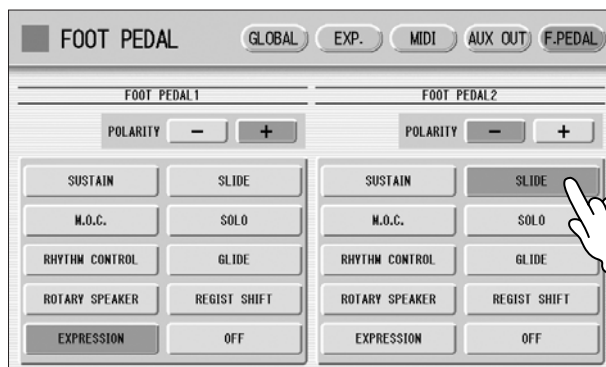 FOOT PEDAL GLOBAL EXP. MIDI AUX OUT F.PEDAL
FOOT PEDAL1
POLARITY − +
SUSTAIN SLIDE
M.O.C. SOLO
RHYTHM CONTROL GLIDE
ROTARY SPEAKER REGIST SHIFT
EXPRESSION OFF
FOOT PEDAL2
POLARITY − +
SUSTAIN SLIDE
M.O.C. SOLO
RHYTHM CONTROL GLIDE
ROTARY SPEAKER REGIST SHIFT
EXPRESSION OFF